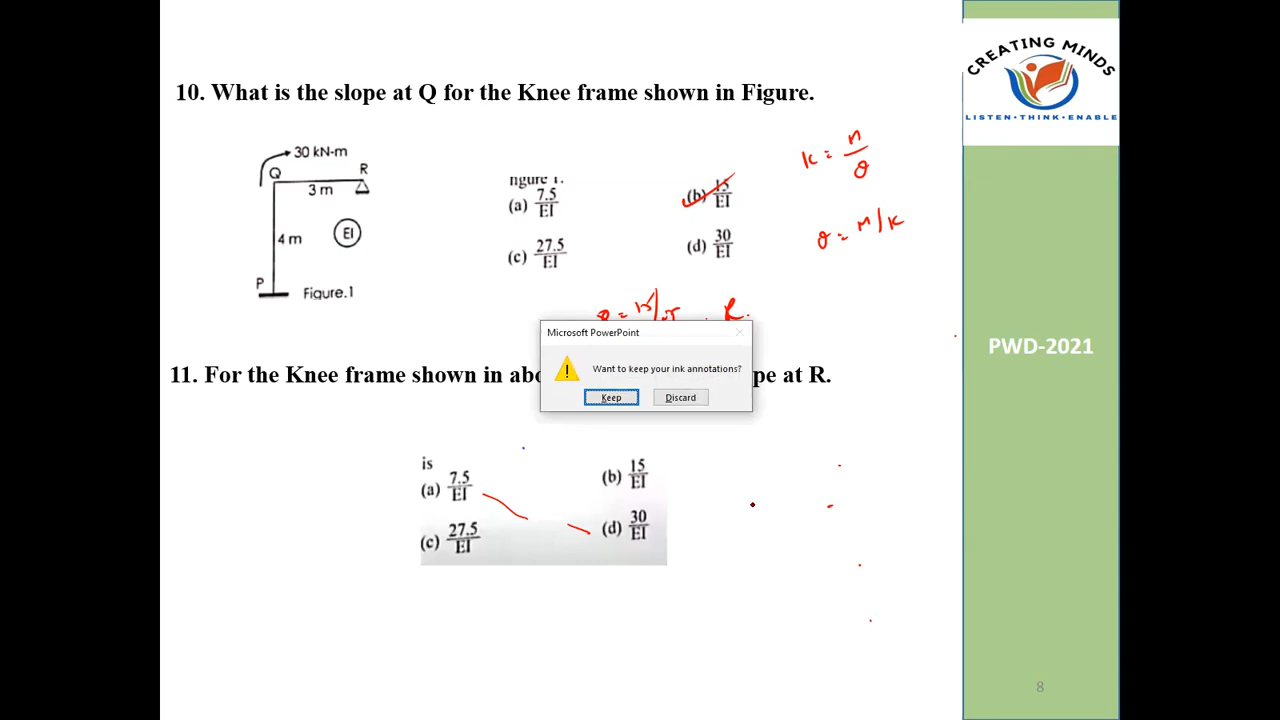 CREATING MINDS
LISTEN•THINK•ENABLE
10. What is the slope at Q for the Knee frame shown in Figure.
30 kN-m
Q
R
3 m
4 m
EI
P
Figure.1
ngure 1.
(a) 7.5/EI
(b) 15/EI
(c) 27.5/EI
(d) 30/EI
K = M/θ
θ = M/K
R.
PWD-2021
Microsoft PowerPoint
Want to keep your ink annotations?
Keep
Discard
11. For the Knee frame shown in abo
pe at R.
is
(a) 7.5/EI
(b) 15/EI
(c) 27.5/EI
(d) 30/EI
8